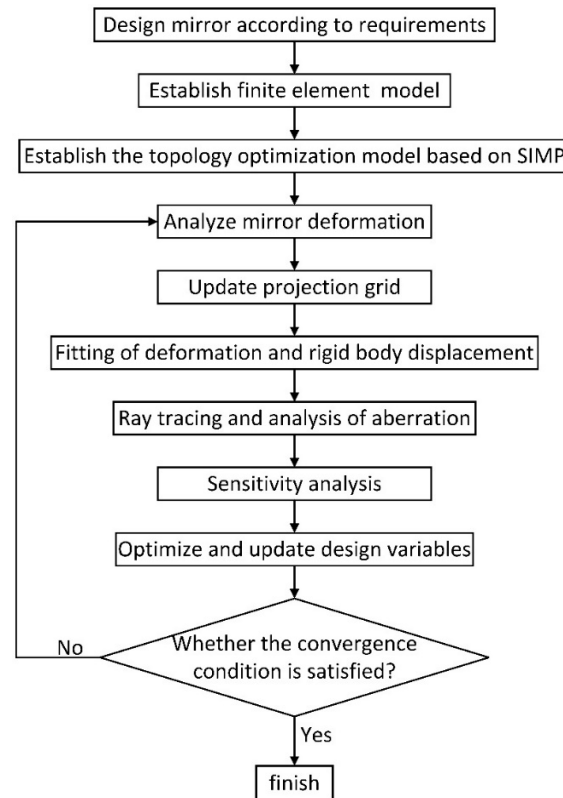 Design mirror according to requirements
Establish finite element model
Establish the topology optimization model based on SIMP
Analyze mirror deformation
Update projection grid
Fitting of deformation and rigid body displacement
Ray tracing and analysis of aberration
Sensitivity analysis
Optimize and update design variables
No
Whether the convergence
condition is satisfied?
Yes
finish